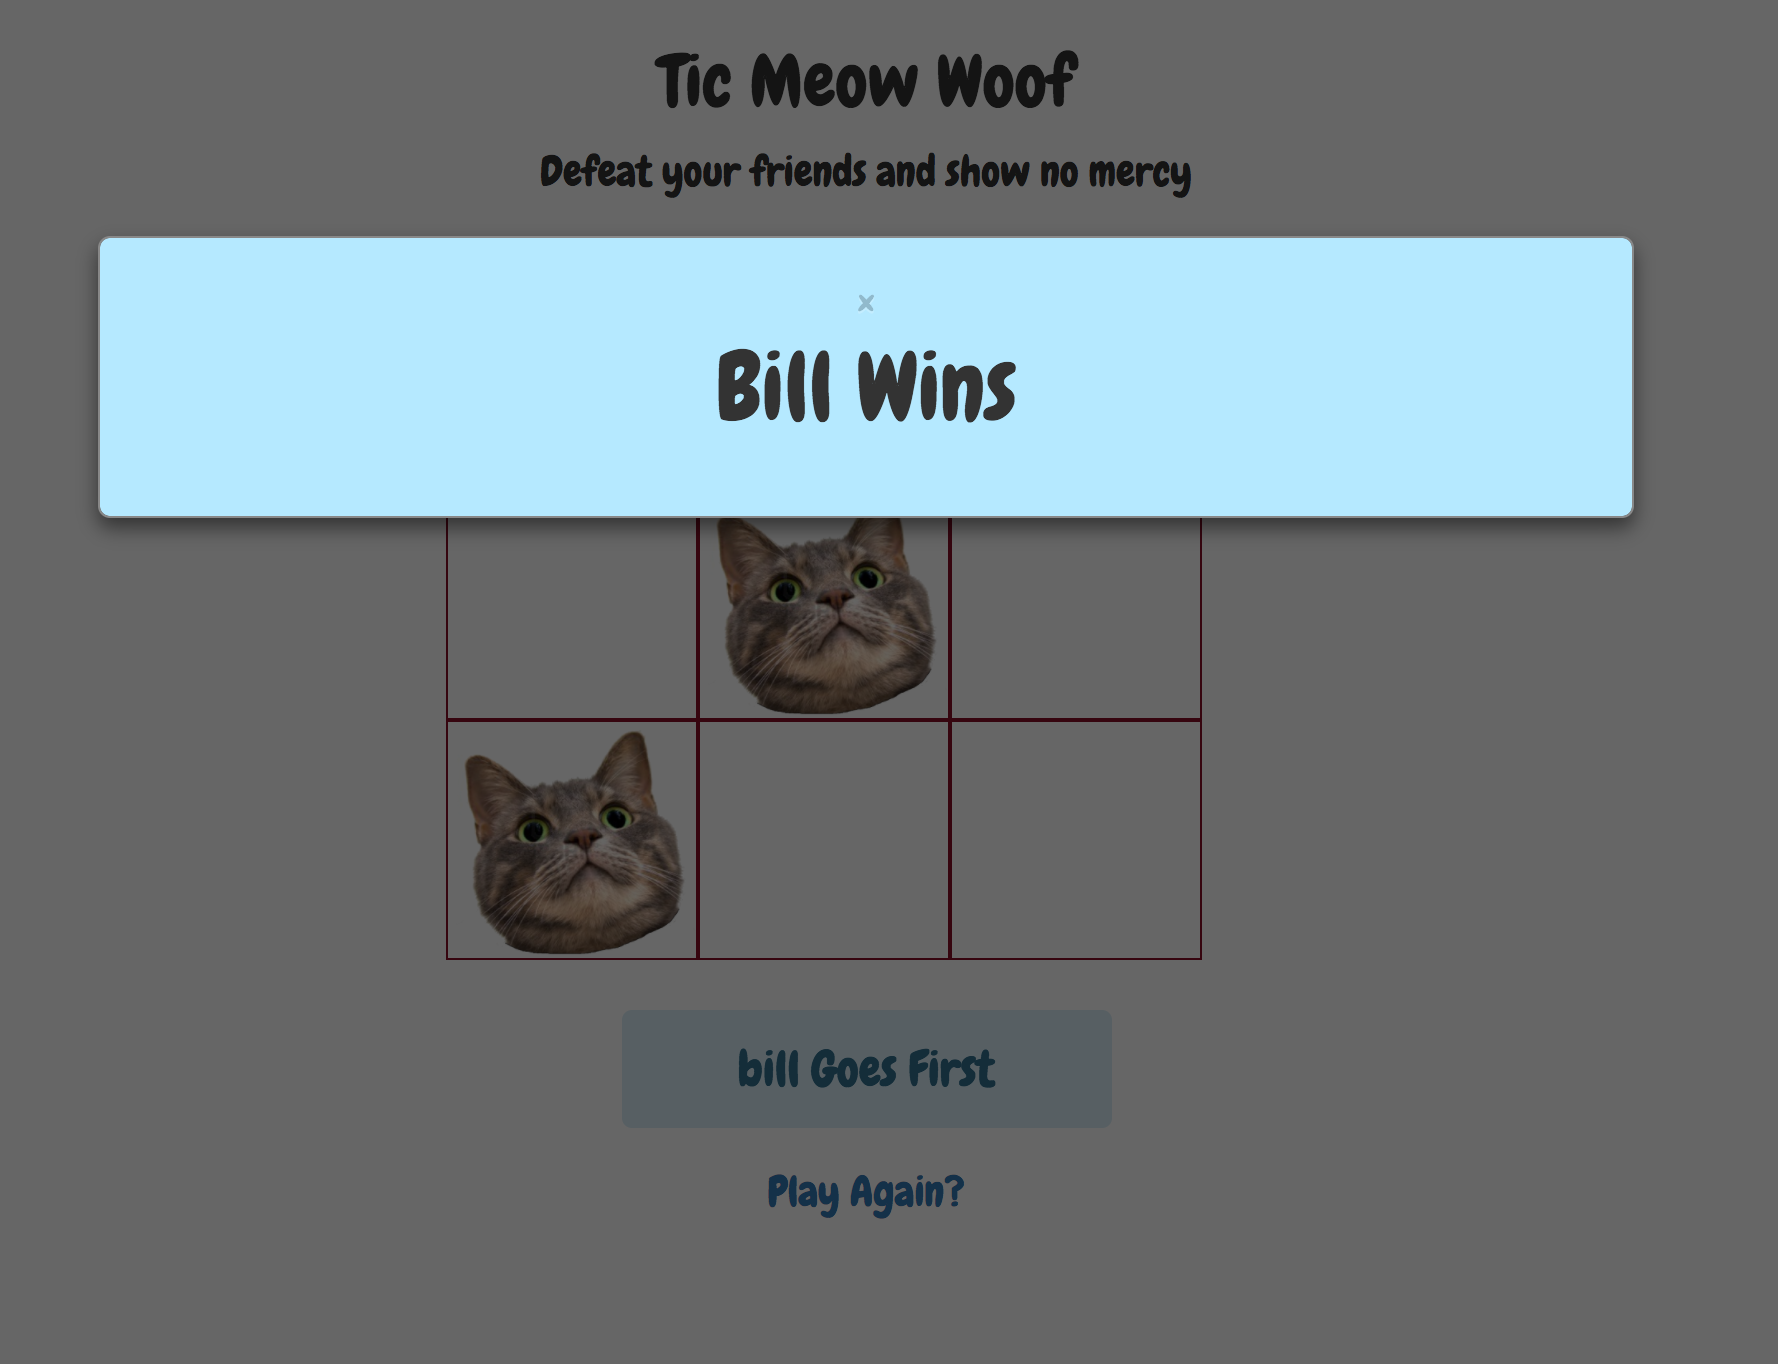 Tic Meow Woof
Defeat your friends and show no mercy
x
Bill Wins
bill Goes First
Play Again?